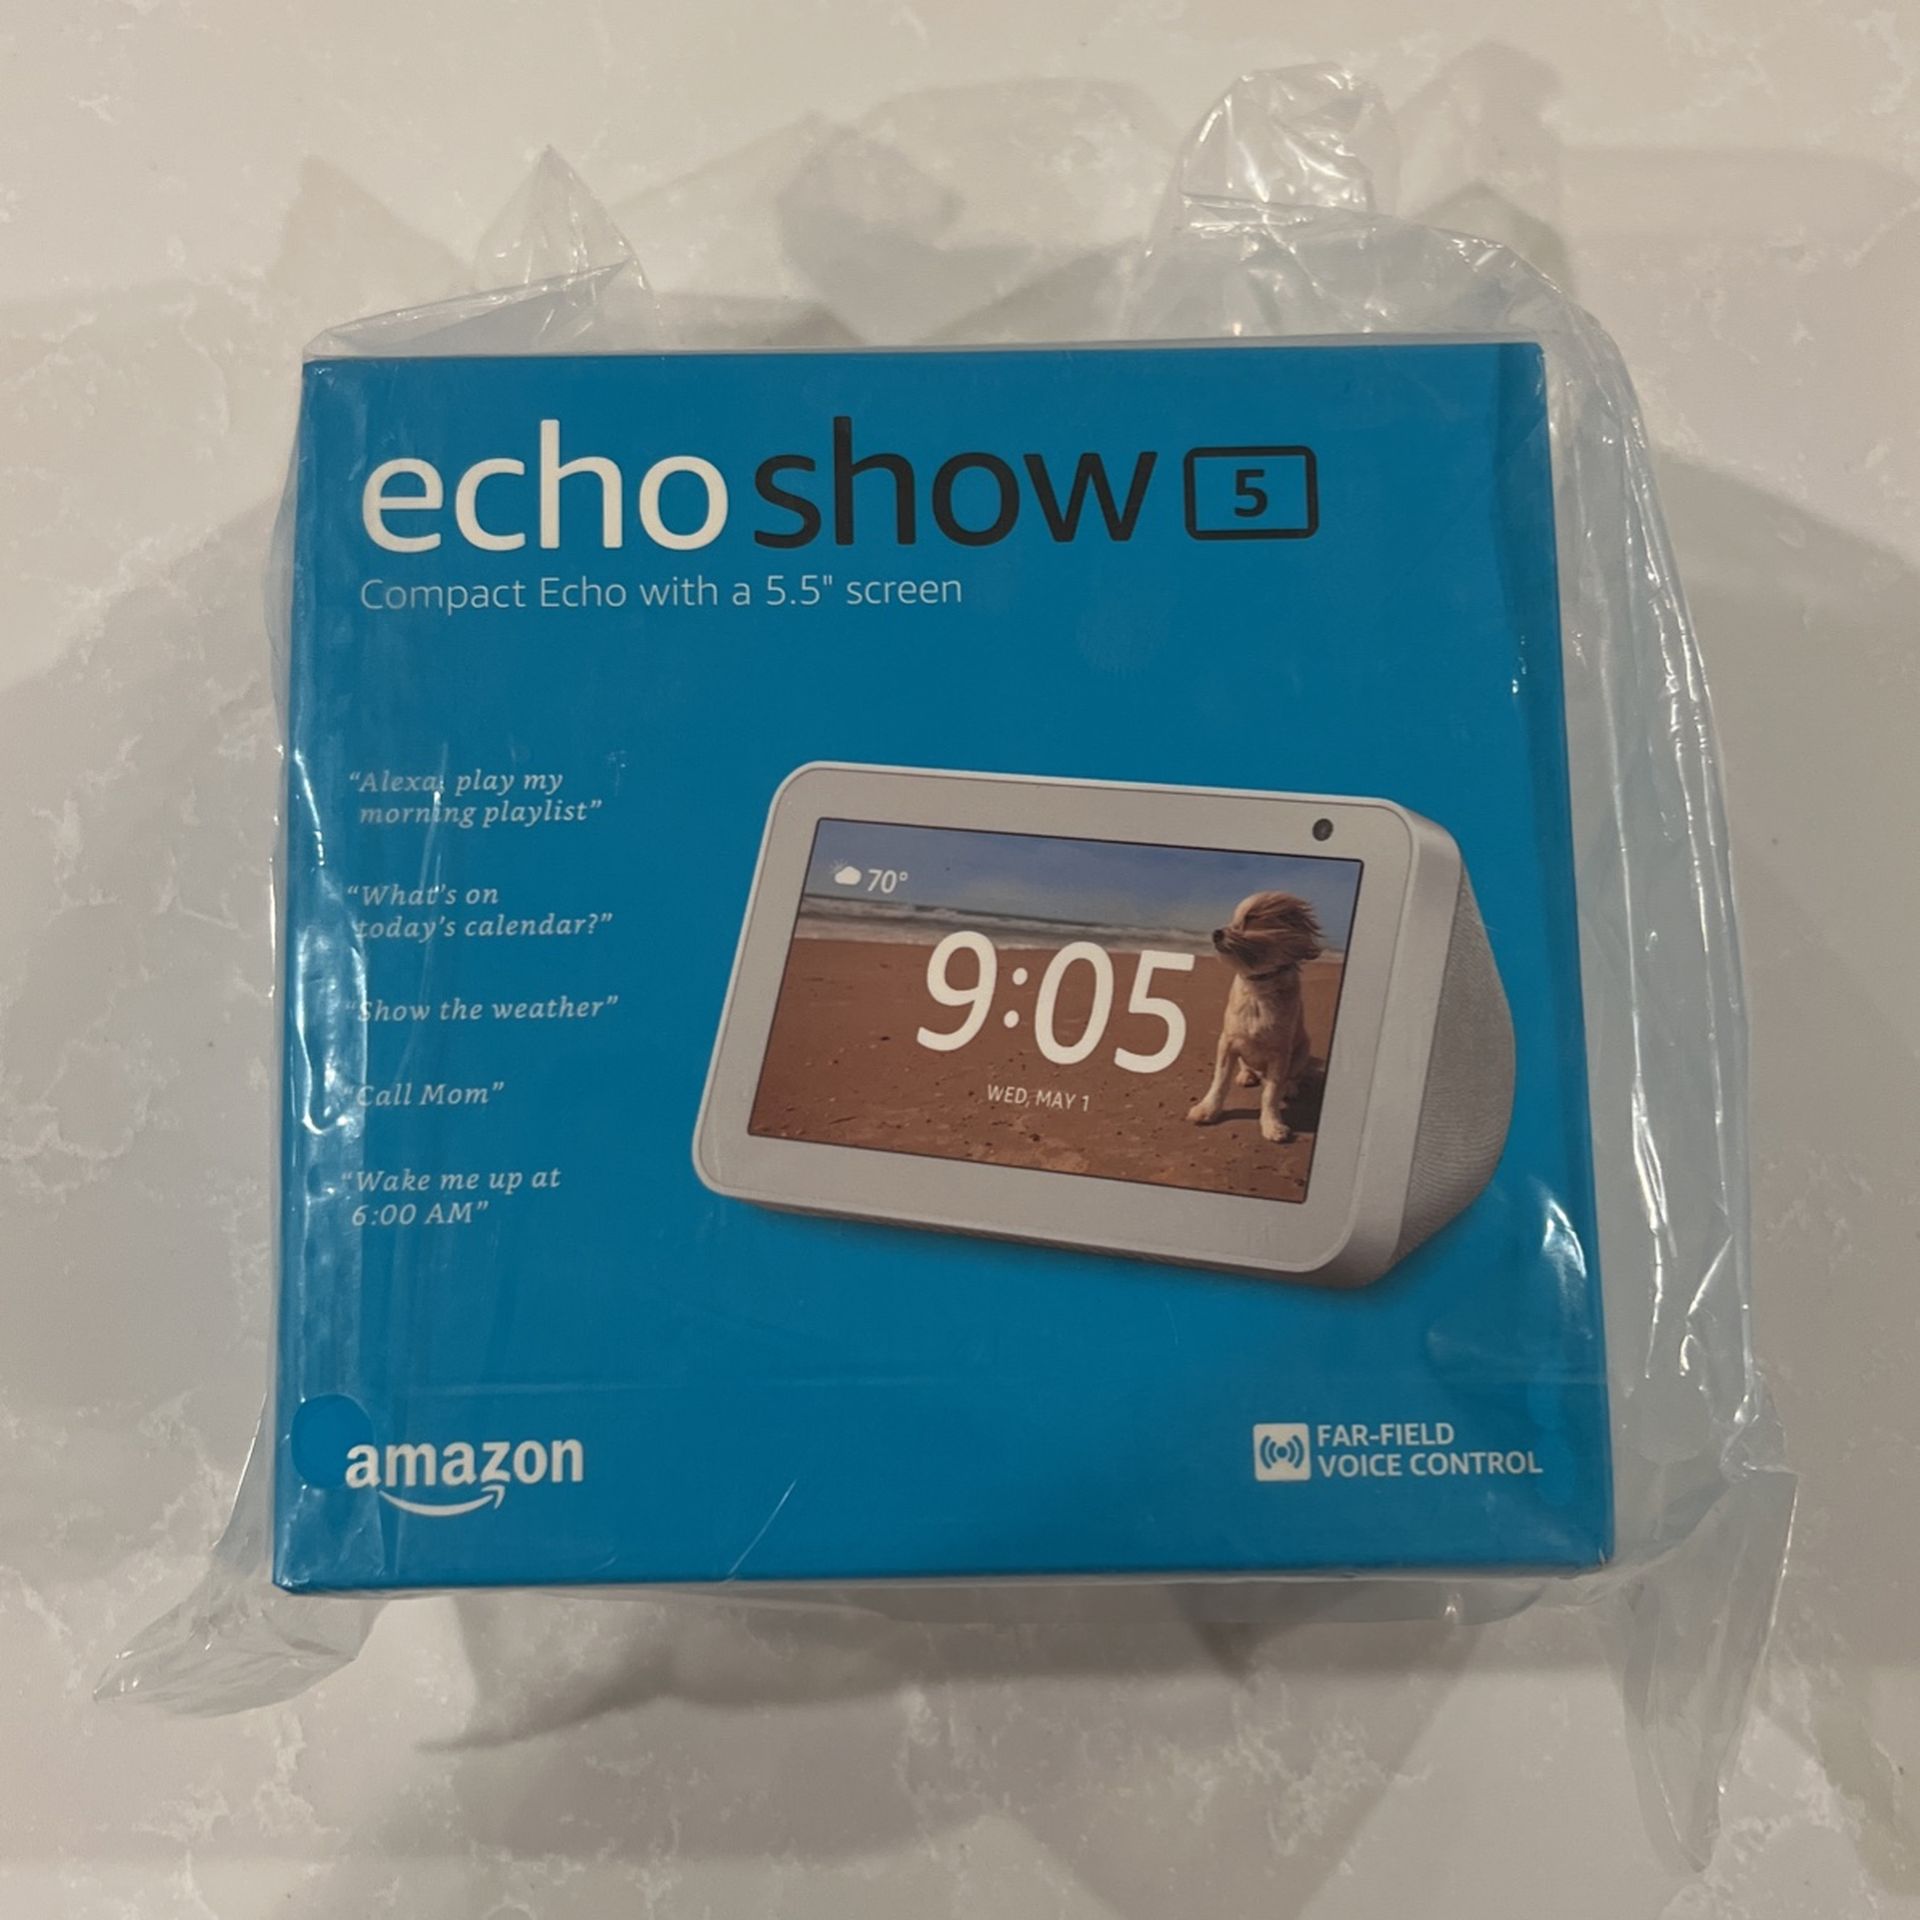 echo show 5
Compact Echo with a 5.5" screen
“Alexa, play my
morning playlist”
“What's on
today's calendar?”
“Show the weather”
“Call Mom”
“Wake me up at
6:00 AM”
70°
9:05
WED, MAY 1
amazon
FAR-FIELD
VOICE CONTROL